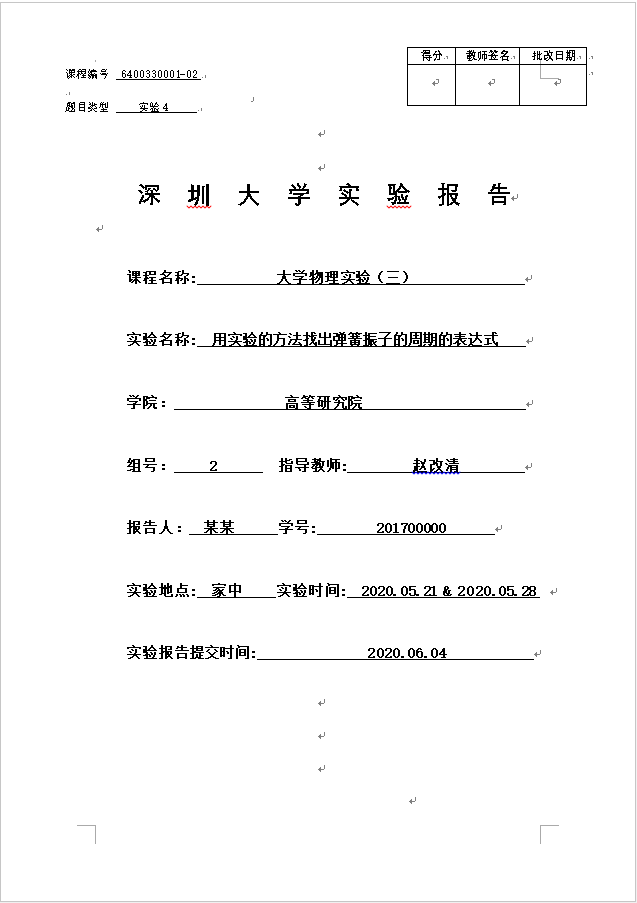 得分 教师签名 批改日期
课程编号 6400330001-02
题目类型 实验4
深圳大学实验报告
课程名称: 大学物理实验（三）
实验名称: 用实验的方法找出弹簧振子的周期的表达式
学院： 高等研究院
组号： 2 指导教师: 赵改清
报告人： 某某 学号: 201700000
实验地点: 家中 实验时间: 2020.05.21 & 2020.05.28
实验报告提交时间: 2020.06.04